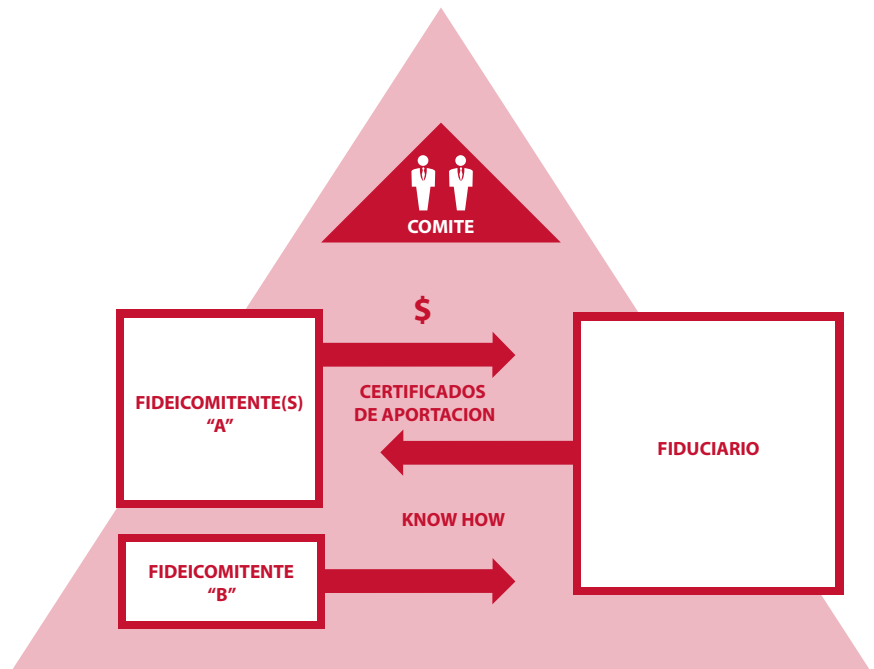 COMITE
$
FIDEICOMITENTE(S)
“A”
CERTIFICADOS
DE APORTACION
FIDUCIARIO
KNOW HOW
FIDEICOMITENTE
“B”